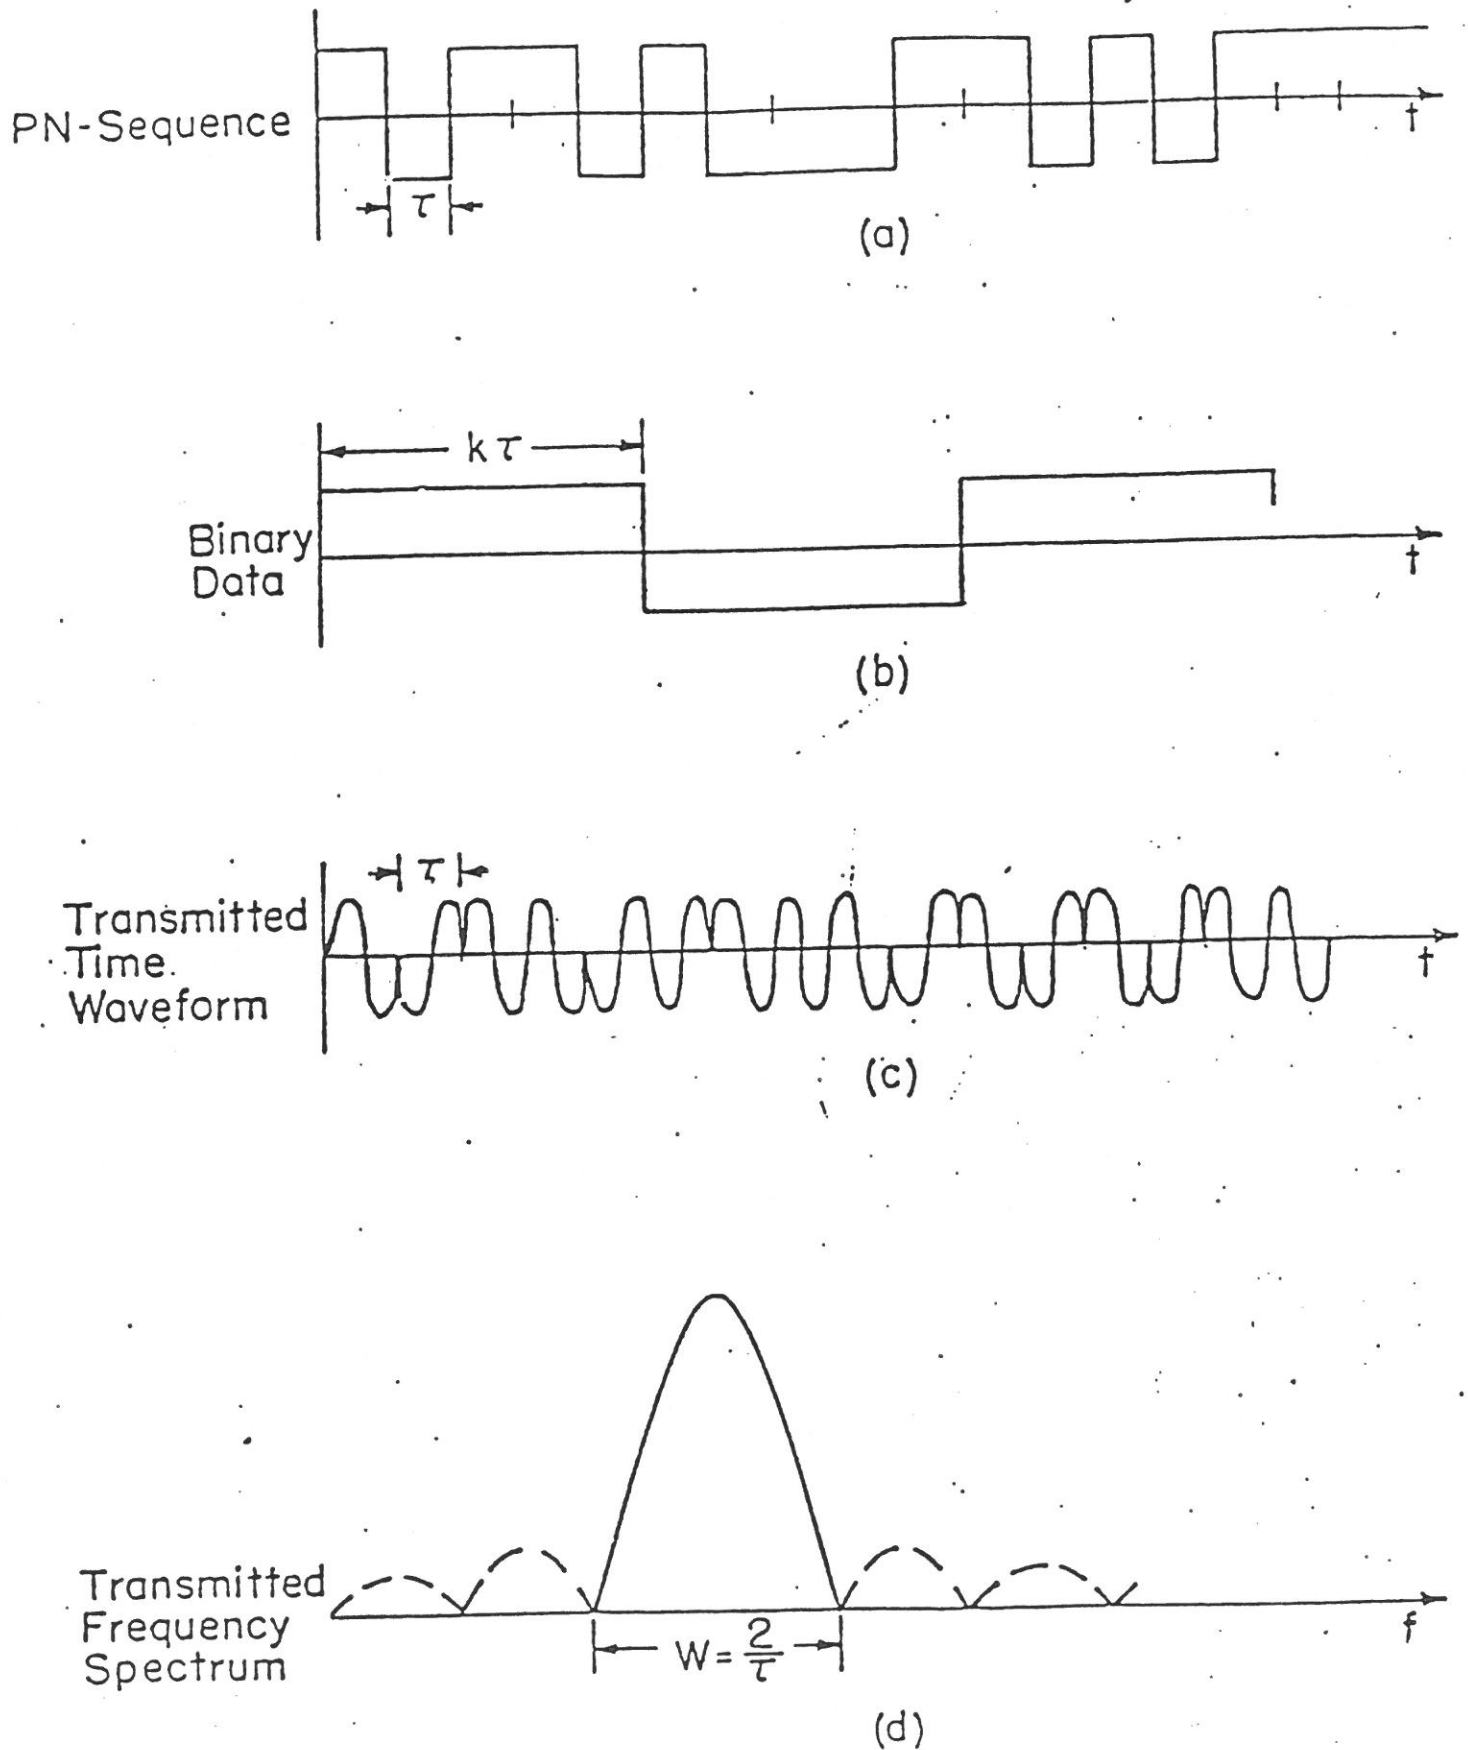 PN-Sequence
t
τ
(a)
kτ
Binary
Data
t
(b)
τ
Transmitted
Time.
Waveform
t
(c)
Transmitted
Frequency
Spectrum
f
W = 2/τ
(d)